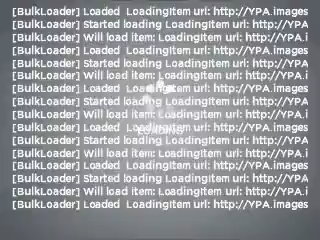 [BulkLoader] Loaded LoadingItem url: http://YPA.images
[BulkLoader] Started loading LoadingItem url: http://YPA
[BulkLoader] Will load item: LoadingItem url: http://YPA.i
[BulkLoader] Loaded LoadingItem url: http://YPA.images
[BulkLoader] Started loading LoadingItem url: http://YPA
[BulkLoader] Will load item: LoadingItem url: http://YPA.i
[BulkLoader] Loaded LoadingItem url: http://YPA.images
[BulkLoader] Started loading LoadingItem url: http://YPA
[BulkLoader] Will load item: LoadingItem url: http://YPA.i
[BulkLoader] Loaded LoadingItem url: http://YPA.images
LOADING
[BulkLoader] Started loading LoadingItem url: http://YPA
[BulkLoader] Will load item: LoadingItem url: http://YPA.i
[BulkLoader] Loaded LoadingItem url: http://YPA.images
[BulkLoader] Started loading LoadingItem url: http://YPA
[BulkLoader] Will load item: LoadingItem url: http://YPA.i
[BulkLoader] Loaded LoadingItem url: http://YPA.images